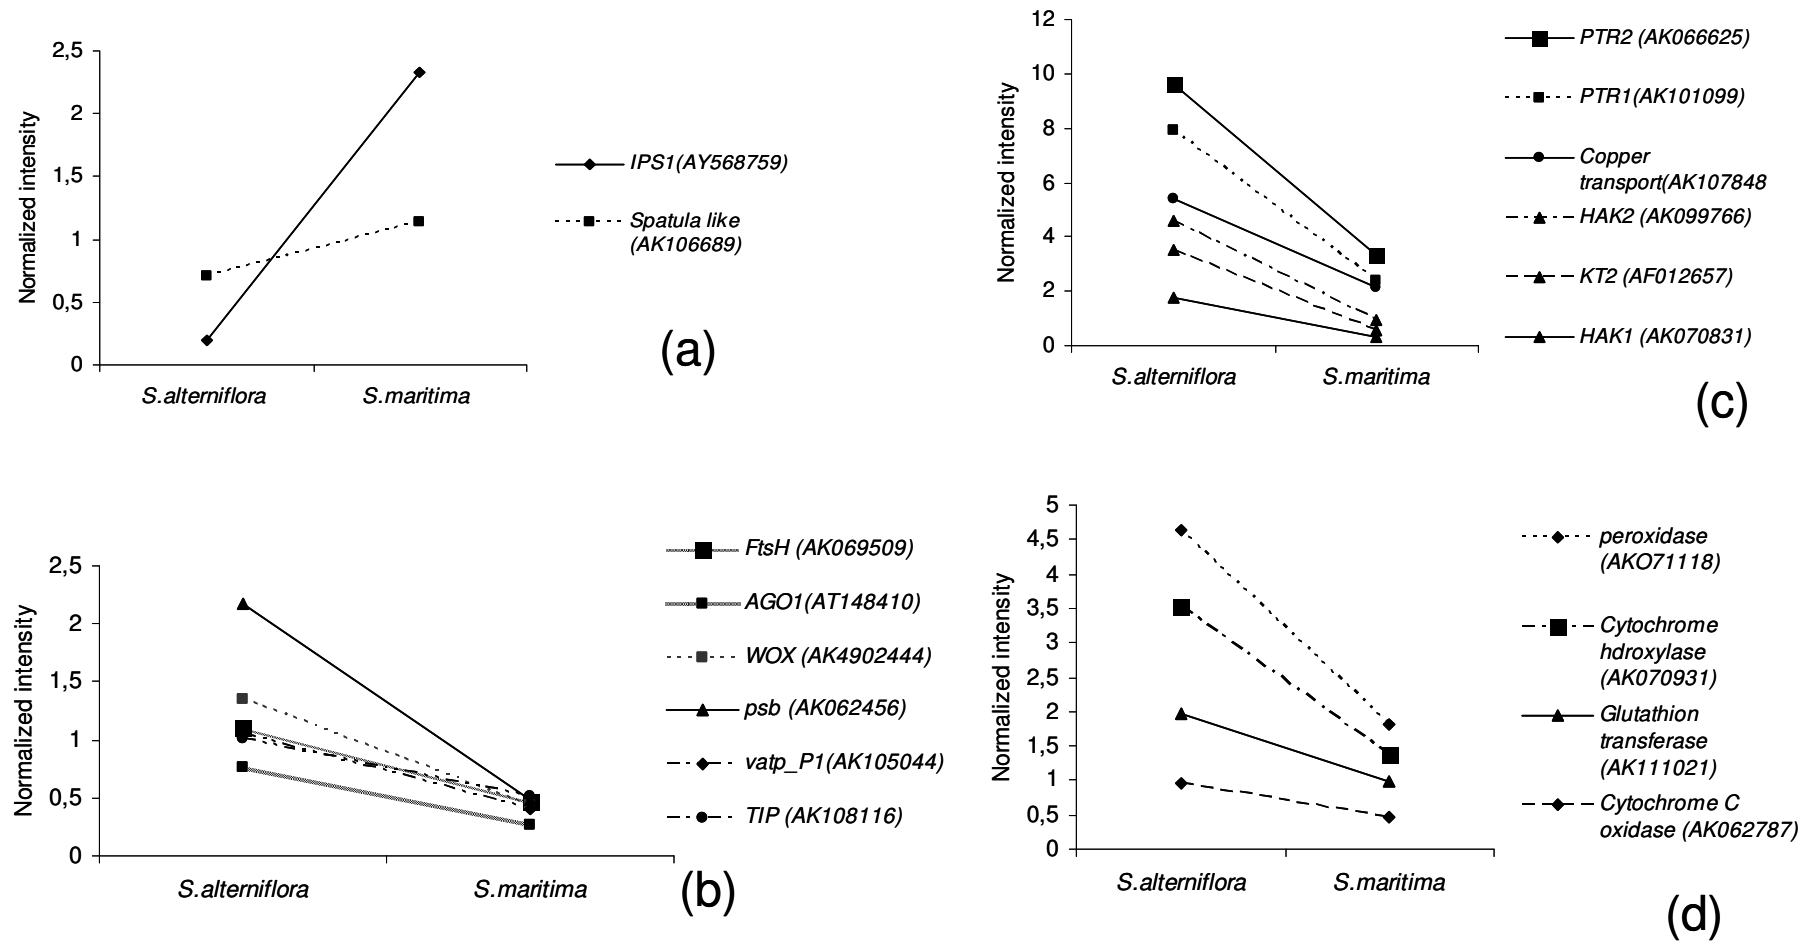 2,5
2
1,5
1
0,5
0
Normalized intensity
S.alterniflora
S.maritima
IPS1(AY568759)
Spatula like
(AK106689)
(a)
12
10
8
6
4
2
0
Normalized intensity
S.alterniflora
S.maritima
PTR2 (AK066625)
PTR1(AK101099)
Copper
transport(AK107848
HAK2 (AK099766)
KT2 (AF012657)
HAK1 (AK070831)
(c)
2,5
2
1,5
1
0,5
0
Normalized intensity
S.alterniflora
S.maritima
FtsH (AK069509)
AGO1(AT148410)
WOX (AK4902444)
psb (AK062456)
vatp_P1(AK105044)
TIP (AK108116)
(b)
5
4,5
4
3,5
3
2,5
2
1,5
1
0,5
0
Normalized intensity
S.alterniflora
S.maritima
peroxidase
(AKO71118)
Cytochrome
hdroxylase
(AK070931)
Glutathion
transferase
(AK111021)
Cytochrome C
oxidase (AK062787)
(d)